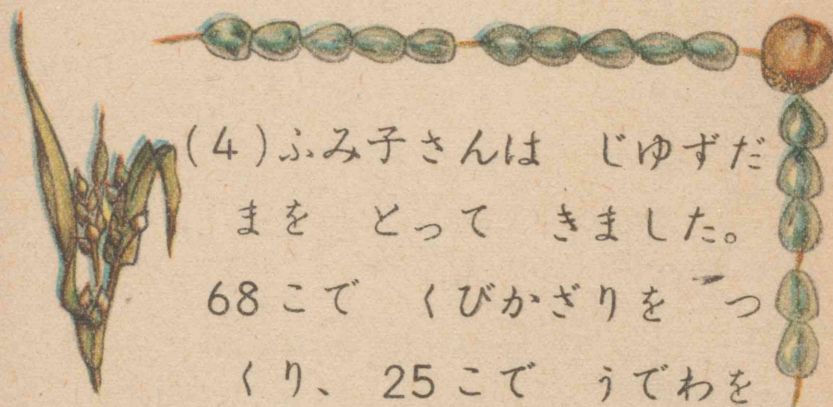 (4)ふみ子さんは じゆずだ
まを とって きました。
68こで くびかざりを つ
くり、 25こで うでわを